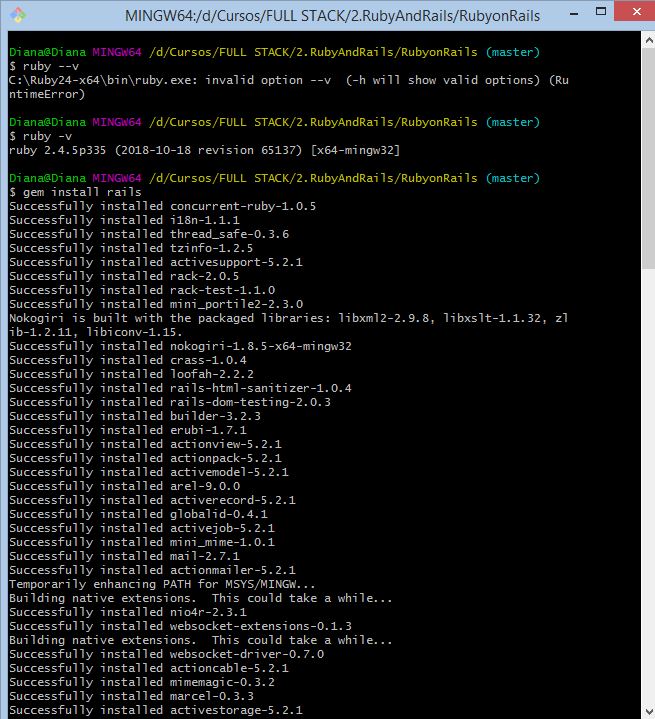 MINGW64:/d/Cursos/FULL STACK/2.RubyAndRails/RubyonRails
Diana@Diana MINGW64 /d/Cursos/FULL STACK/2.RubyAndRails/RubyonRails (master)
$ ruby --v
C:\Ruby24-x64\bin\ruby.exe: invalid option --v  (-h will show valid options) (Ru
ntimeError)
Diana@Diana MINGW64 /d/Cursos/FULL STACK/2.RubyAndRails/RubyonRails (master)
$ ruby -v
ruby 2.4.5p335 (2018-10-18 revision 65137) [x64-mingw32]
Diana@Diana MINGW64 /d/Cursos/FULL STACK/2.RubyAndRails/RubyonRails (master)
$ gem install rails
Successfully installed concurrent-ruby-1.0.5
Successfully installed i18n-1.1.1
Successfully installed thread_safe-0.3.6
Successfully installed tzinfo-1.2.5
Successfully installed activesupport-5.2.1
Successfully installed rack-2.0.5
Successfully installed rack-test-1.1.0
Successfully installed mini_portile2-2.3.0
Nokogiri is built with the packaged libraries: libxml2-2.9.8, libxslt-1.1.32, zl
ib-1.2.11, libiconv-1.15.
Successfully installed nokogiri-1.8.5-x64-mingw32
Successfully installed crass-1.0.4
Successfully installed loofah-2.2.2
Successfully installed rails-html-sanitizer-1.0.4
Successfully installed rails-dom-testing-2.0.3
Successfully installed builder-3.2.3
Successfully installed erubi-1.7.1
Successfully installed actionview-5.2.1
Successfully installed actionpack-5.2.1
Successfully installed activemodel-5.2.1
Successfully installed arel-9.0.0
Successfully installed activerecord-5.2.1
Successfully installed globalid-0.4.1
Successfully installed activejob-5.2.1
Successfully installed mini_mime-1.0.1
Successfully installed mail-2.7.1
Successfully installed actionmailer-5.2.1
Temporarily enhancing PATH for MSYS/MINGW...
Building native extensions.  This could take a while...
Successfully installed nio4r-2.3.1
Successfully installed websocket-extensions-0.1.3
Building native extensions.  This could take a while...
Successfully installed websocket-driver-0.7.0
Successfully installed actioncable-5.2.1
Successfully installed mimemagic-0.3.2
Successfully installed marcel-0.3.3
Successfully installed activestorage-5.2.1